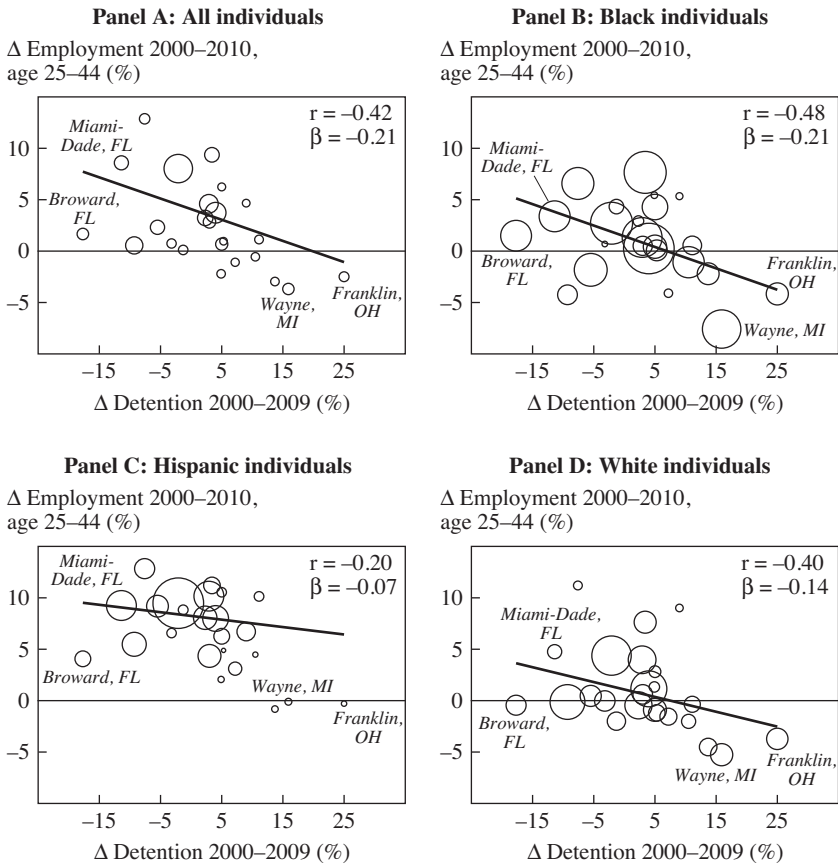 Panel A: All individuals
Δ Employment 2000–2010,
age 25–44 (%)
r = –0.42
β = –0.21
Miami-
Dade, FL
Broward,
FL
Wayne,
MI
Franklin,
OH
10
5
0
−5
−15
−5
5
15
25
Δ Detention 2000–2009 (%)
Panel B: Black individuals
Δ Employment 2000–2010,
age 25–44 (%)
r = –0.48
β = –0.21
Miami-
Dade, FL
Broward,
FL
Franklin,
OH
Wayne, MI
10
5
0
−5
−15
−5
5
15
25
Δ Detention 2000–2009 (%)
Panel C: Hispanic individuals
Δ Employment 2000–2010,
age 25–44 (%)
r = –0.20
β = –0.07
Miami-
Dade, FL
Broward, FL
Wayne, MI
Franklin,
OH
10
5
0
−5
−15
−5
5
15
25
Δ Detention 2000–2009 (%)
Panel D: White individuals
Δ Employment 2000–2010,
age 25–44 (%)
r = –0.40
β = –0.14
Miami-Dade,
FL
Broward,
FL
Wayne, MI
Franklin,
OH
10
5
0
−5
−15
−5
5
15
25
Δ Detention 2000–2009 (%)